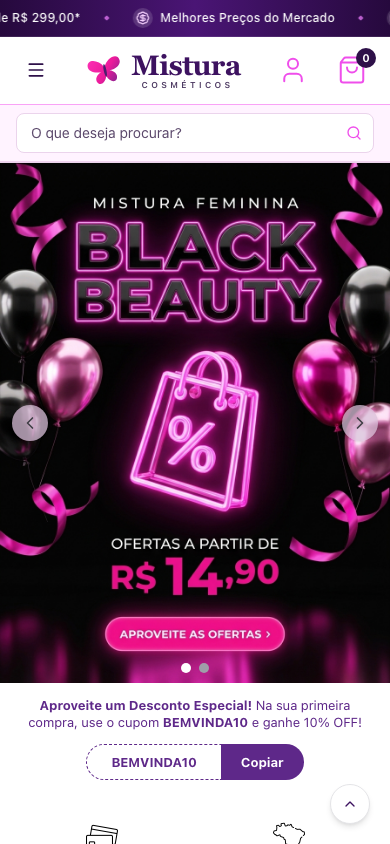 de R$ 299,00* • Melhores Preços do Mercado •
0
Mistura
COSMÉTICOS
O que deseja procurar?
MISTURA FEMININA
BLACK
BEAUTY
%
OFERTAS A PARTIR DE
R$ 14,90
APROVEITE AS OFERTAS >
Aproveite um Desconto Especial! Na sua primeira
compra, use o cupom BEMVINDA10 e ganhe 10% OFF!
BEMVINDA10 Copiar